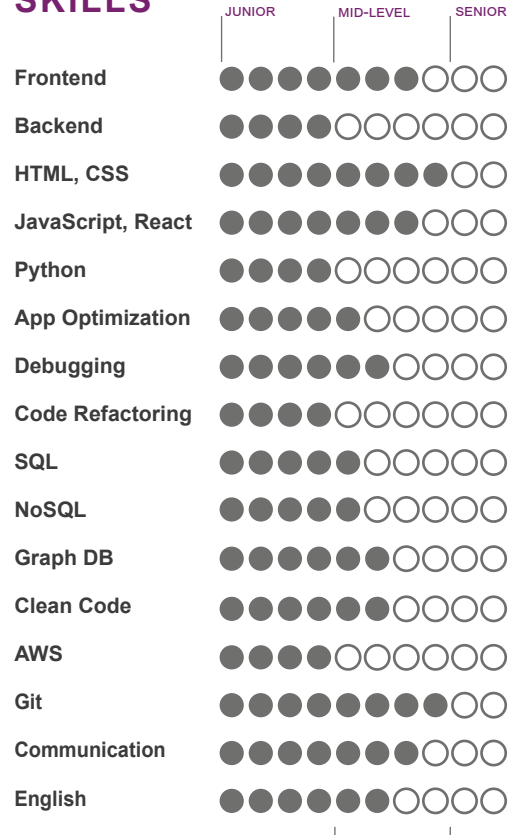 SKILLS
JUNIOR MID-LEVEL SENIOR
Frontend
Backend
HTML, CSS
JavaScript, React
Python
App Optimization
Debugging
Code Refactoring
SQL
NoSQL
Graph DB
Clean Code
AWS
Git
Communication
English